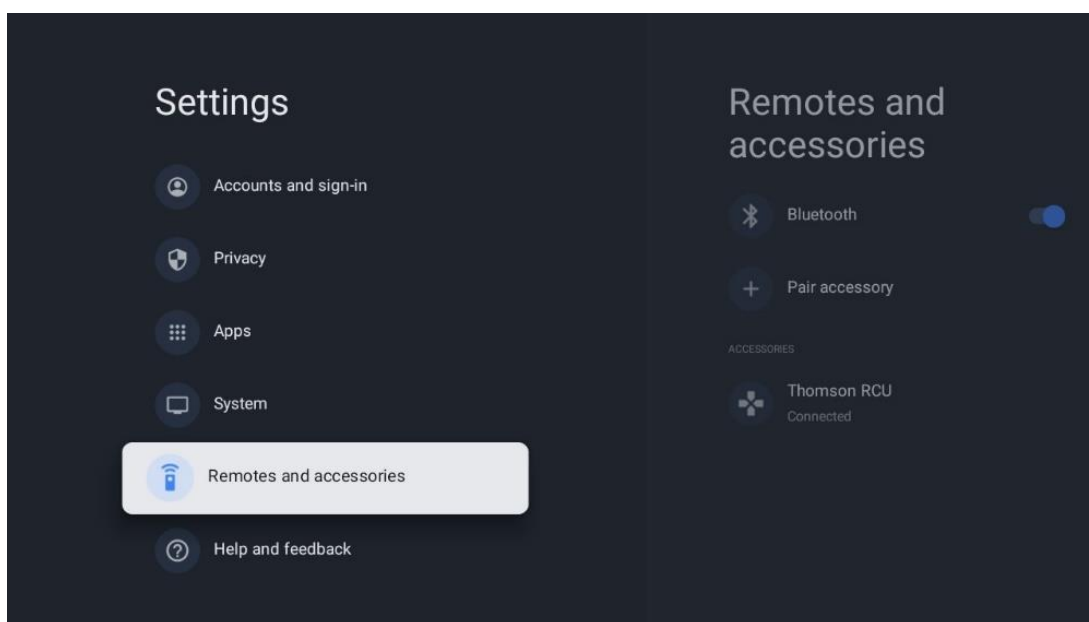 Settings
Accounts and sign-in
Privacy
Apps
System
Remotes and accessories
Help and feedback
Remotes and
accessories
Bluetooth
Pair accessory
ACCESSORIES
Thomson RCU
Connected